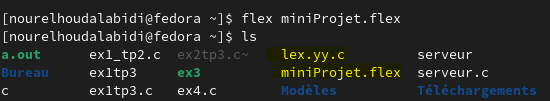 [nourelhoudalabidi@fedora ~]$ flex miniProjet.flex
[nourelhoudalabidi@fedora ~]$ ls
a.out ex1_tp2.c ex2tp3.c~ lex.yy.c serveur
Bureau ex1tp3 ex3 miniProjet.flex serveur.c
c ex1tp3.c ex4.c Modèles Téléchargements